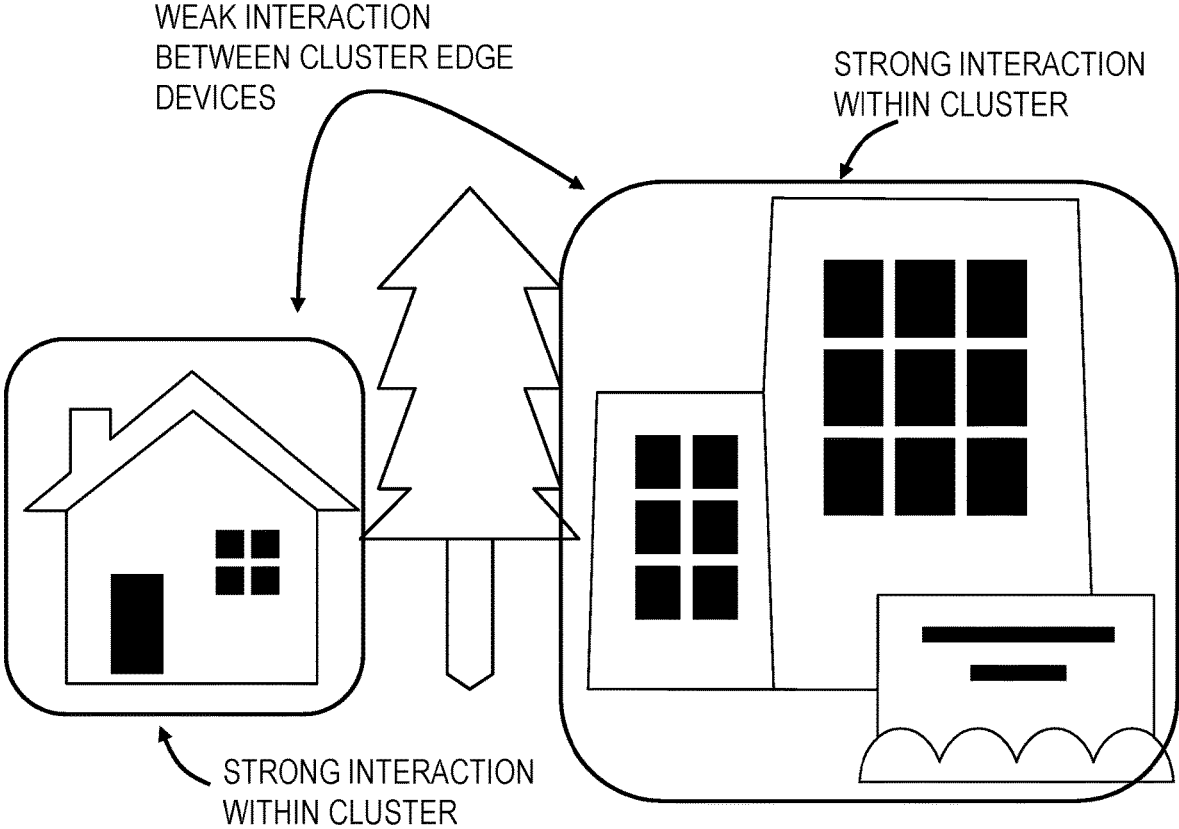 WEAK INTERACTION
BETWEEN CLUSTER EDGE
DEVICES
STRONG INTERACTION
WITHIN CLUSTER
STRONG INTERACTION
WITHIN CLUSTER